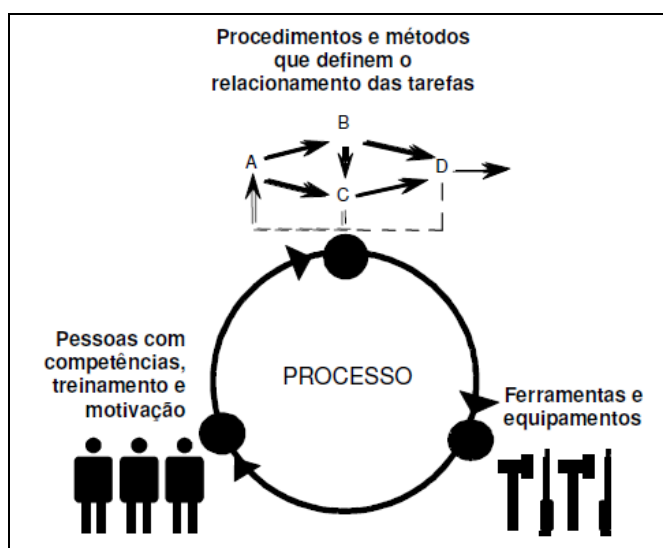 Procedimentos e métodos
que definem o
relacionamento das tarefas
B
A
D
C
Pessoas com
competências,
treinamento e
motivação
PROCESSO
Ferramentas e
equipamentos